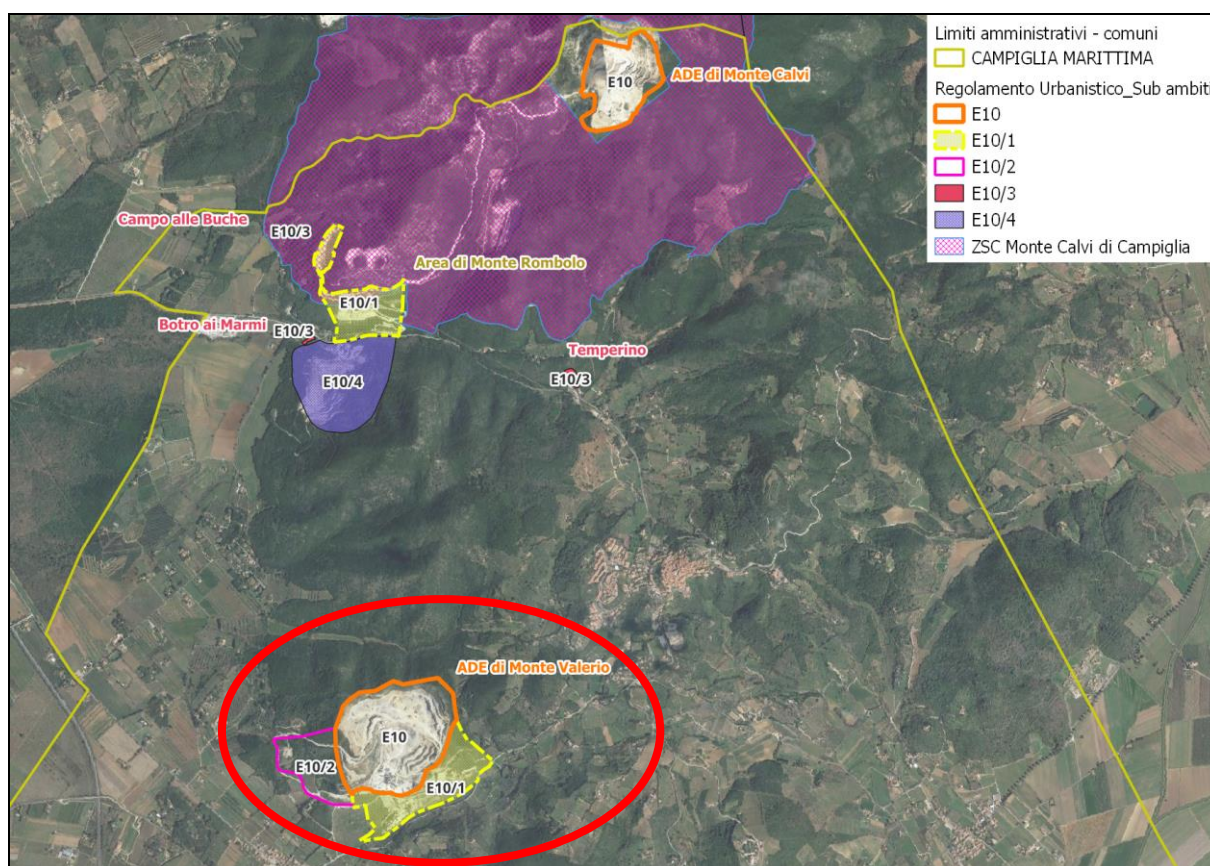 Limiti amministrativi - comuni
CAMPIGLIA MARITTIMA
Regolamento Urbanistico_Sub ambiti
E10
E10/1
E10/2
E10/3
E10/4
ZSC Monte Calvi di Campiglia
ADE di Monte Calvi
E10
Campo alle Buche
E10/3
Area di Monte Rombolo
E10/1
Botro ai Marmi
E10/3
Temperino
E10/3
E10/4
ADE di Monte Valerio
E10
E10/2
E10/1